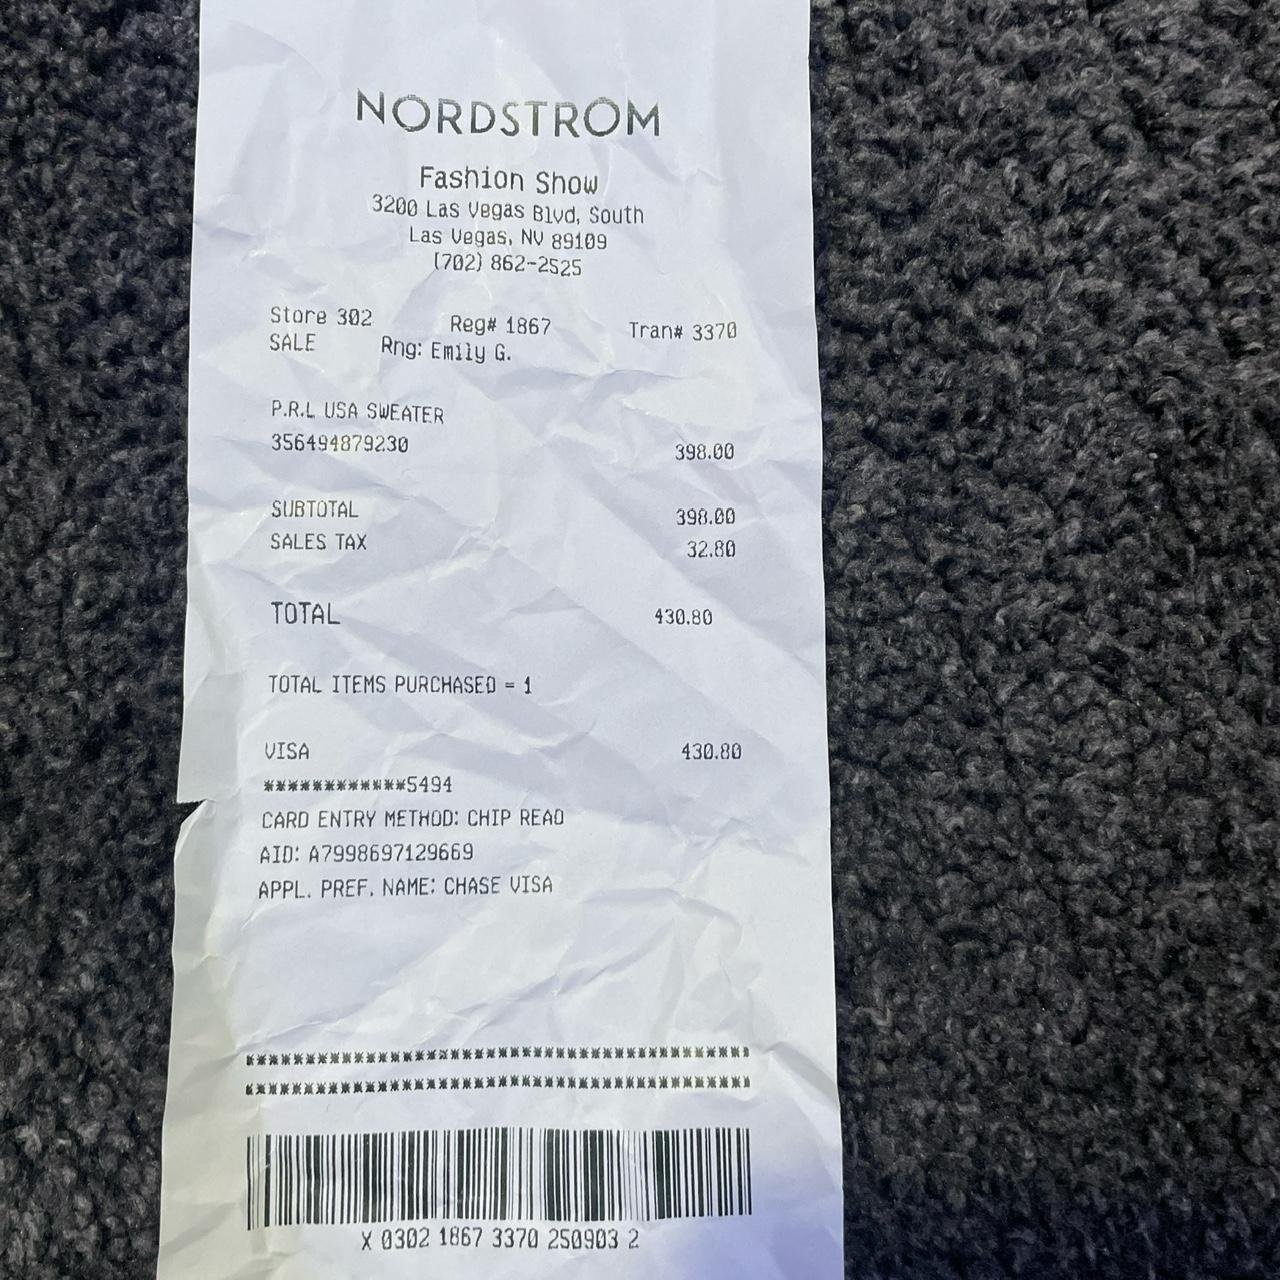 NORDSTROM
Fashion Show
3200 Las Vegas Blvd, South
Las Vegas, NV 89109
(702) 862-2525
Store 302 Reg# 1867 Tran# 3370
SALE Rng: Emily G.
P.R.L USA SWEATER
356494879230 398.00
SUBTOTAL 398.00
SALES TAX 32.80
TOTAL 430.80
TOTAL ITEMS PURCHASED = 1
VISA 430.80
************5494
CARD ENTRY METHOD: CHIP READ
AID: A7998697129669
APPL. PREF. NAME: CHASE VISA
******************************************
******************************************
X 0302 1867 3370 250903 2